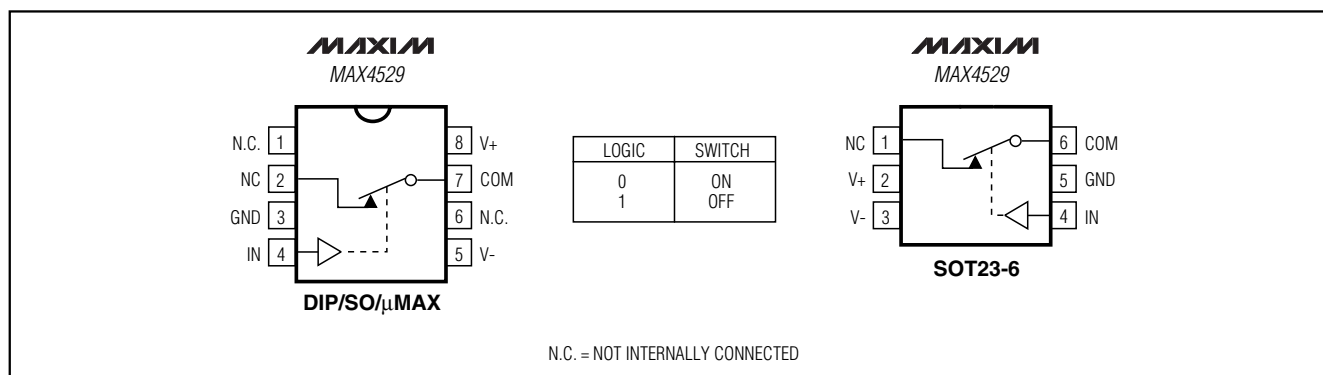 MAXIM
MAX4529
N.C. 1
NC 2
GND 3
IN 4
8 V+
7 COM
6 N.C.
5 V-
DIP/SO/μMAX
LOGIC SWITCH
0 ON
1 OFF
MAXIM
MAX4529
NC 1
V+ 2
V- 3
6 COM
5 GND
4 IN
SOT23-6
N.C. = NOT INTERNALLY CONNECTED